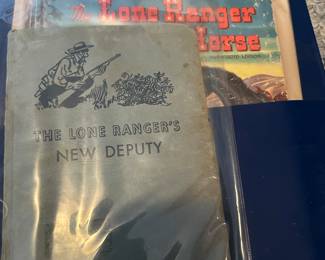 The Lone Ranger
Horse
THE LONE RANGER'S
NEW DEPUTY